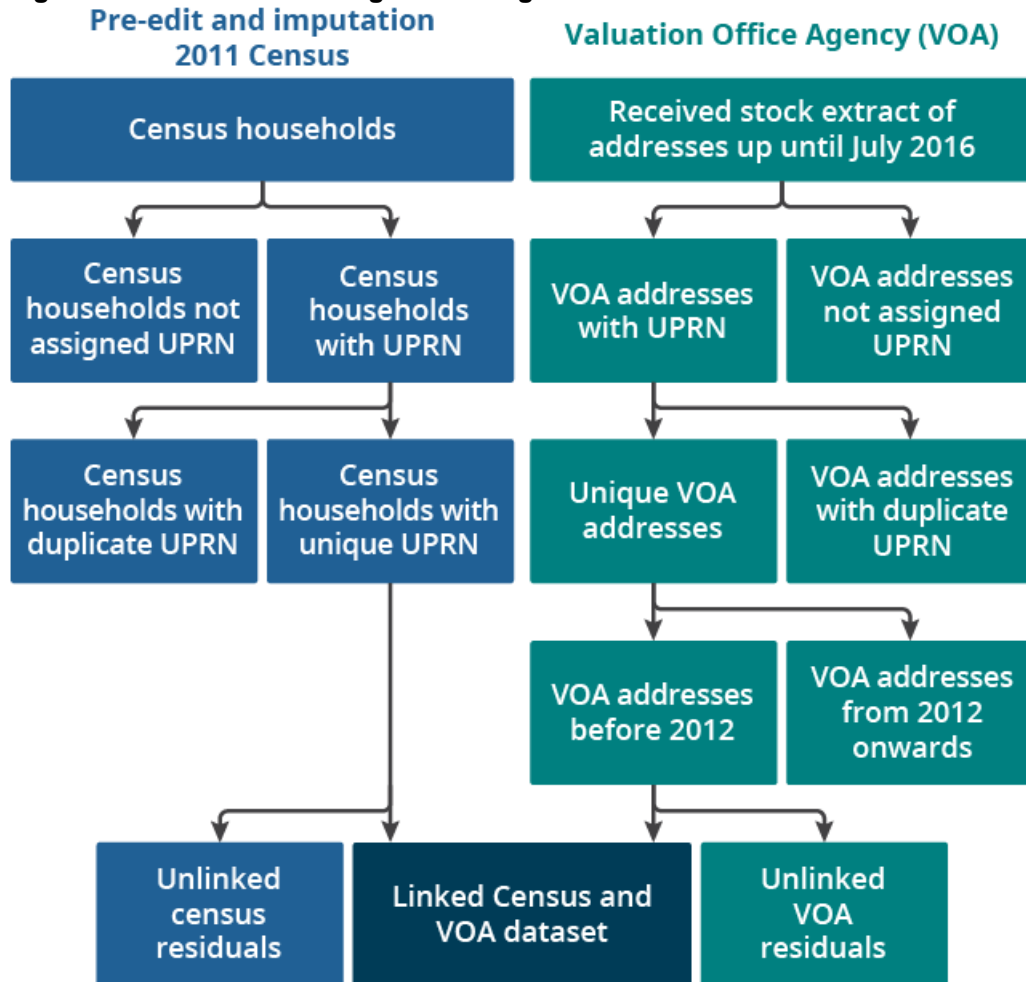 Pre-edit and imputation
2011 Census
Valuation Office Agency (VOA)
Census households
Received stock extract of
addresses up until July 2016
Census
households not
assigned UPRN
Census
households
with UPRN
VOA addresses
with UPRN
VOA addresses
not assigned
UPRN
Census
households with
duplicate UPRN
Census
households with
unique UPRN
Unique VOA
addresses
VOA addresses
with duplicate
UPRN
VOA addresses
before 2012
VOA addresses
from 2012
onwards
Unlinked
census
residuals
Linked Census and
VOA dataset
Unlinked
VOA
residuals